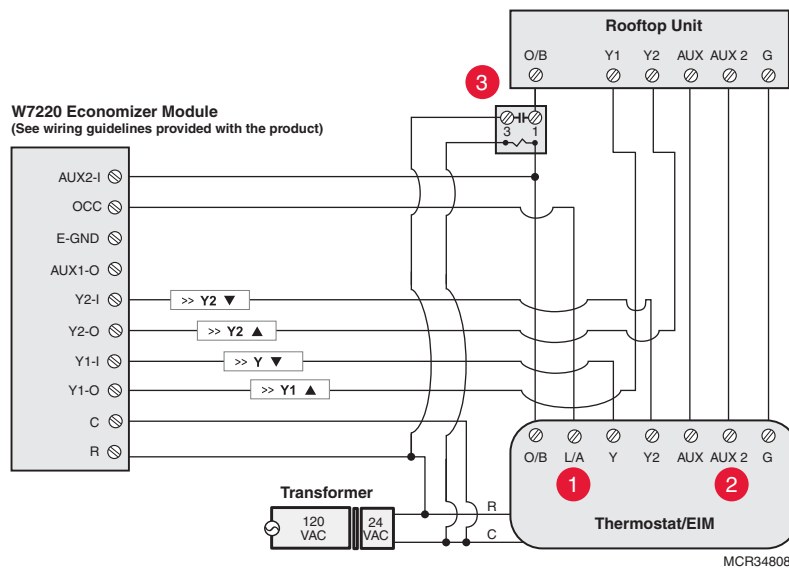 Rooftop Unit
O/B Y1 Y2 AUX AUX 2 G
3
W7220 Economizer Module
(See wiring guidelines provided with the product)
3 1
AUX2-I
OCC
E-GND
AUX1-O
Y2-I
>> Y2 ▼
Y2-O
>> Y2 ▲
Y1-I
>> Y ▼
Y1-O
>> Y1 ▲
C
R
O/B L/A Y Y2 AUX AUX 2 G
1 2
Transformer
120 VAC
24 VAC
R
C
Thermostat/EIM
MCR34808